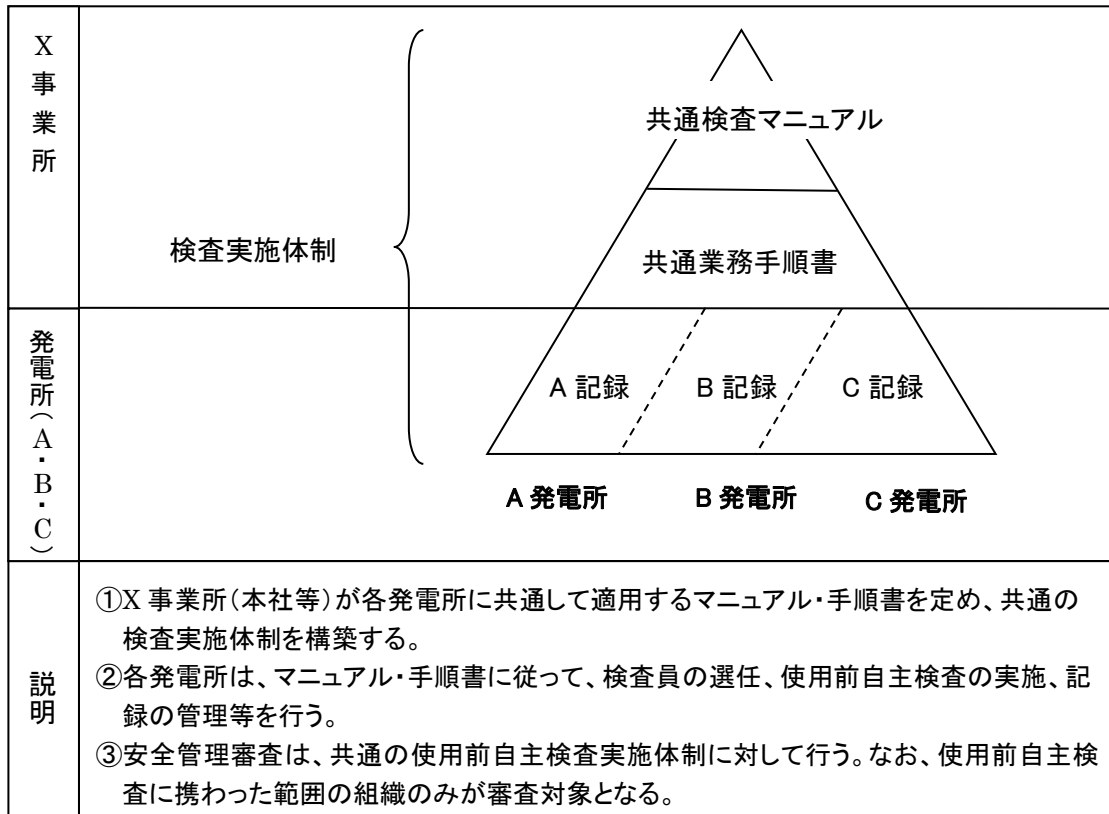 X事業所
共通検査マニュアル
検査実施体制
共通業務手順書
発電所(A・B・C)
A 記録
B 記録
C 記録
A 発電所
B 発電所
C 発電所
説明
①X 事業所(本社等)が各発電所に共通して適用するマニュアル・手順書を定め、共通の
検査実施体制を構築する。
②各発電所は、マニュアル・手順書に従って、検査員の選任、使用前自主検査の実施、記
録の管理等を行う。
③安全管理審査は、共通の使用前自主検査実施体制に対して行う。なお、使用前自主検
査に携わった範囲の組織のみが審査対象となる。